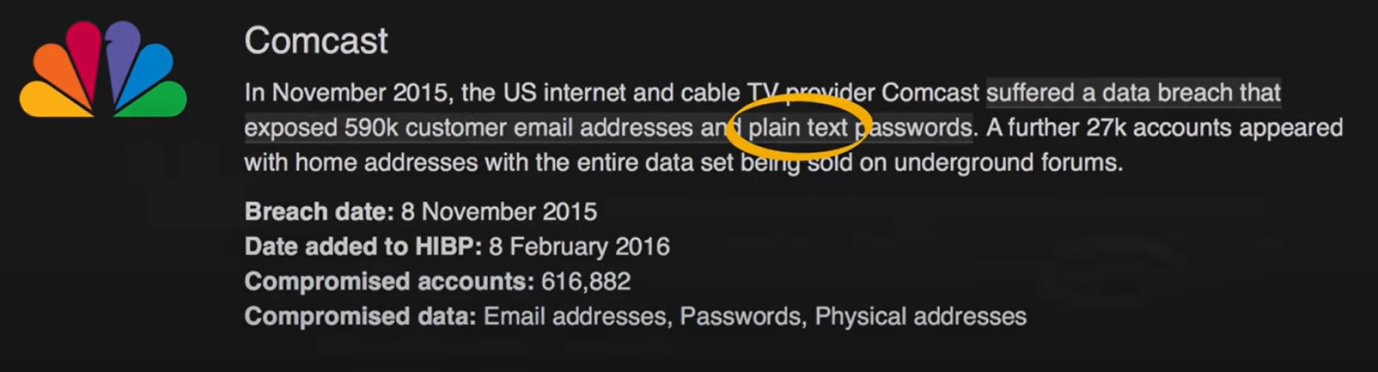 Comcast
In November 2015, the US internet and cable TV provider Comcast suffered a data breach that
exposed 590k customer email addresses and plain text passwords. A further 27k accounts appeared
with home addresses with the entire data set being sold on underground forums.
Breach date: 8 November 2015
Date added to HIBP: 8 February 2016
Compromised accounts: 616,882
Compromised data: Email addresses, Passwords, Physical addresses